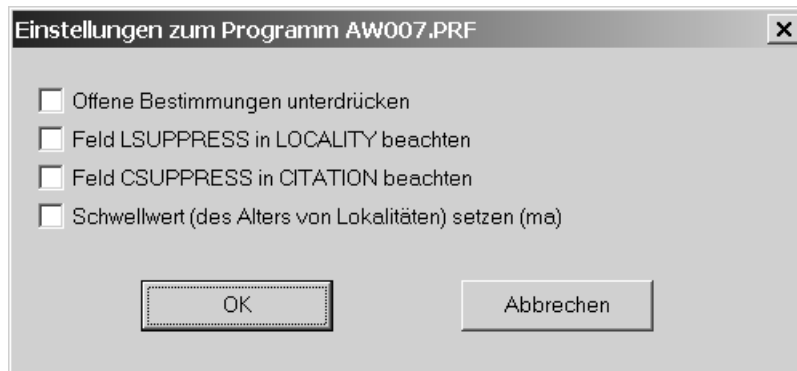 Einstellungen zum Programm AW007.PRF
Offene Bestimmungen unterdrücken
Feld LSUPPRESS in LOCALITY beachten
Feld CSUPPRESS in CITATION beachten
Schwellwert (des Alters von Lokalitäten) setzen (ma)
OK Abbrechen